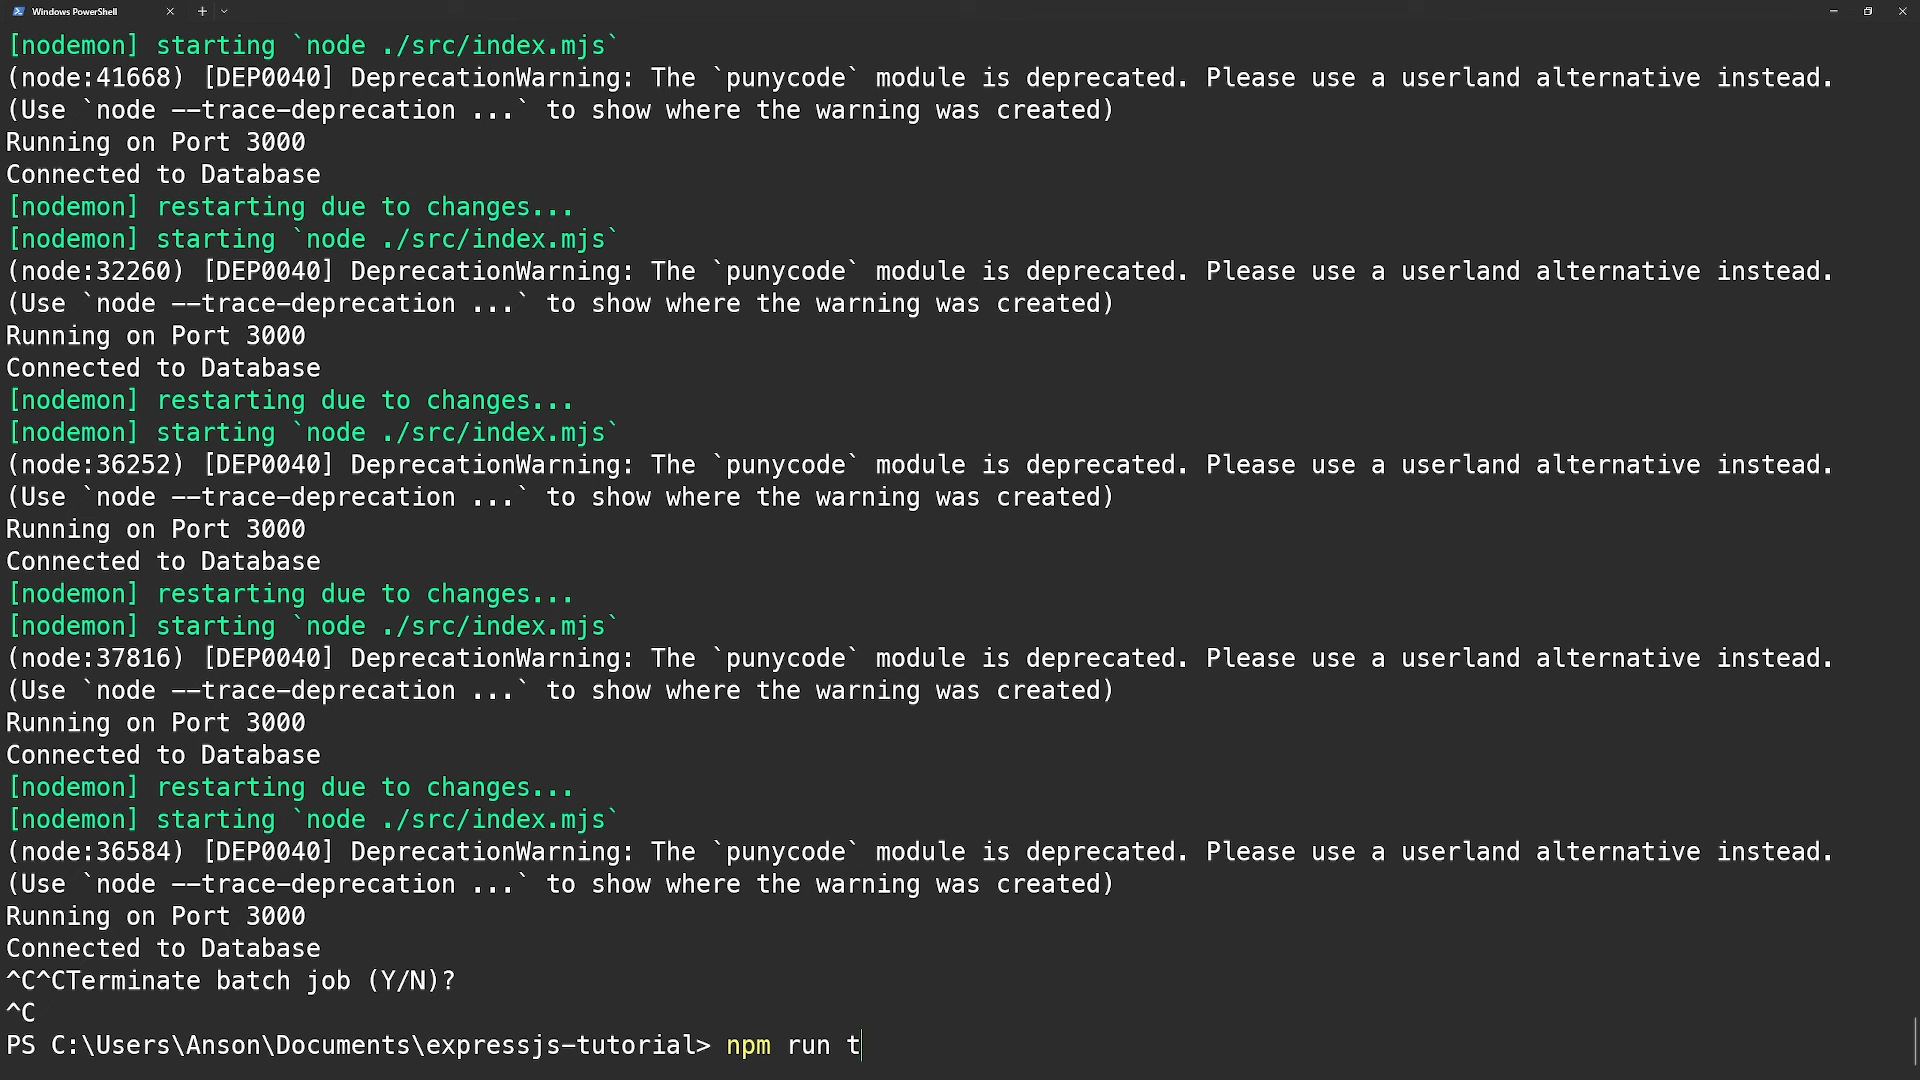 Windows PowerShell
[nodemon] starting `node ./src/index.mjs`
(node:41668) [DEP0040] DeprecationWarning: The `punycode` module is deprecated. Please use a userland alternative instead.
(Use `node --trace-deprecation ...` to show where the warning was created)
Running on Port 3000
Connected to Database
[nodemon] restarting due to changes...
[nodemon] starting `node ./src/index.mjs`
(node:32260) [DEP0040] DeprecationWarning: The `punycode` module is deprecated. Please use a userland alternative instead.
(Use `node --trace-deprecation ...` to show where the warning was created)
Running on Port 3000
Connected to Database
[nodemon] restarting due to changes...
[nodemon] starting `node ./src/index.mjs`
(node:36252) [DEP0040] DeprecationWarning: The `punycode` module is deprecated. Please use a userland alternative instead.
(Use `node --trace-deprecation ...` to show where the warning was created)
Running on Port 3000
Connected to Database
[nodemon] restarting due to changes...
[nodemon] starting `node ./src/index.mjs`
(node:37816) [DEP0040] DeprecationWarning: The `punycode` module is deprecated. Please use a userland alternative instead.
(Use `node --trace-deprecation ...` to show where the warning was created)
Running on Port 3000
Connected to Database
[nodemon] restarting due to changes...
[nodemon] starting `node ./src/index.mjs`
(node:36584) [DEP0040] DeprecationWarning: The `punycode` module is deprecated. Please use a userland alternative instead.
(Use `node --trace-deprecation ...` to show where the warning was created)
Running on Port 3000
Connected to Database
^C^CTerminate batch job (Y/N)?
^C
PS C:\Users\Anson\Documents\expressjs-tutorial> npm run t